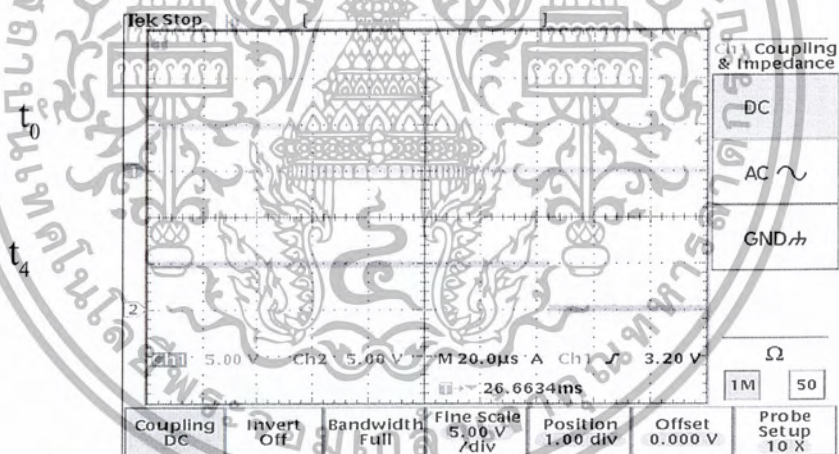 Tek Stop
Ch1 Coupling
& Impedance
t0
DC
AC
t4
GND
2
Ch1 5.00 V Ch2 5.00 V M 20.0µs A Ch1 3.20 V
26.6634ms
Ω
1M 50
Coupling
DC
Invert
Off
Bandwidth
Full
Fine Scale
5.00 V
/div
Position
1.00 div
Offset
0.000 V
Probe
Setup
10 X